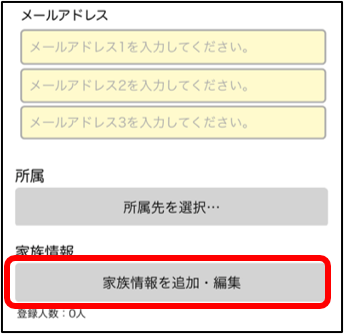 メールアドレス
メールアドレス1を入力してください。
メールアドレス2を入力してください。
メールアドレス3を入力してください。
所属
所属先を選択…
家族情報
家族情報を追加・編集
登録人数：0人